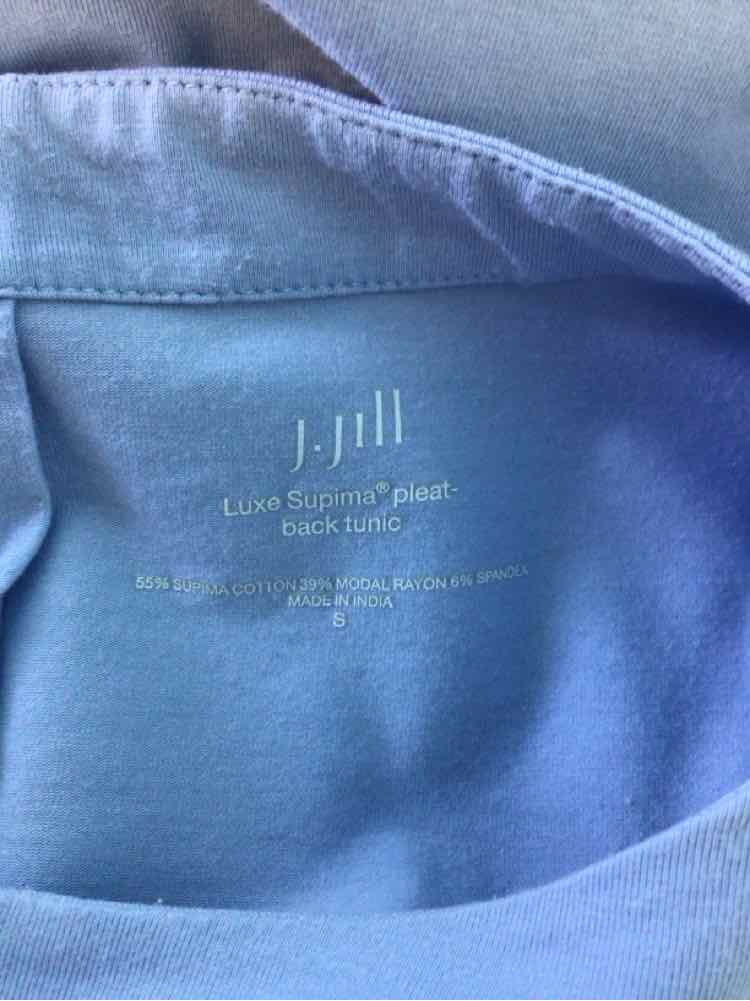 J.Jill
Luxe Supima® pleat-
back tunic
55% SUPIMA COTTON 39% MODAL RAYON 6% SPANDEX
MADE IN INDIA
S